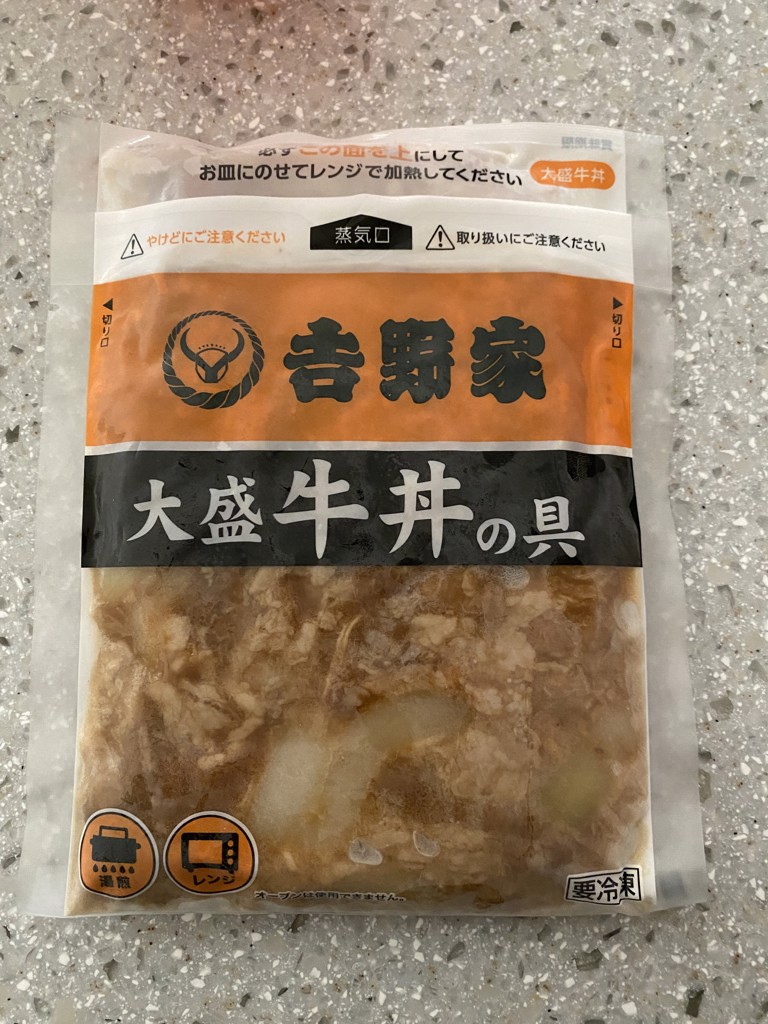 必ずこの面を上にして
お皿にのせてレンジで加熱してください
大盛牛丼
やけどにご注意ください
蒸気口
取り扱いにご注意ください
切り口
切り口
吉野家
大盛牛丼の具
湯煎
レンジ
オーブンは使用できません。
要冷凍